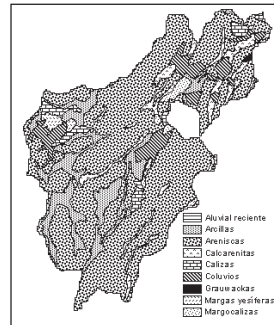 Aluvial reciente
Arcillas
Areniscas
Calcarenitas
Calizas
Coluvios
Grauwackas
Margas yesíferas
Margocalizas